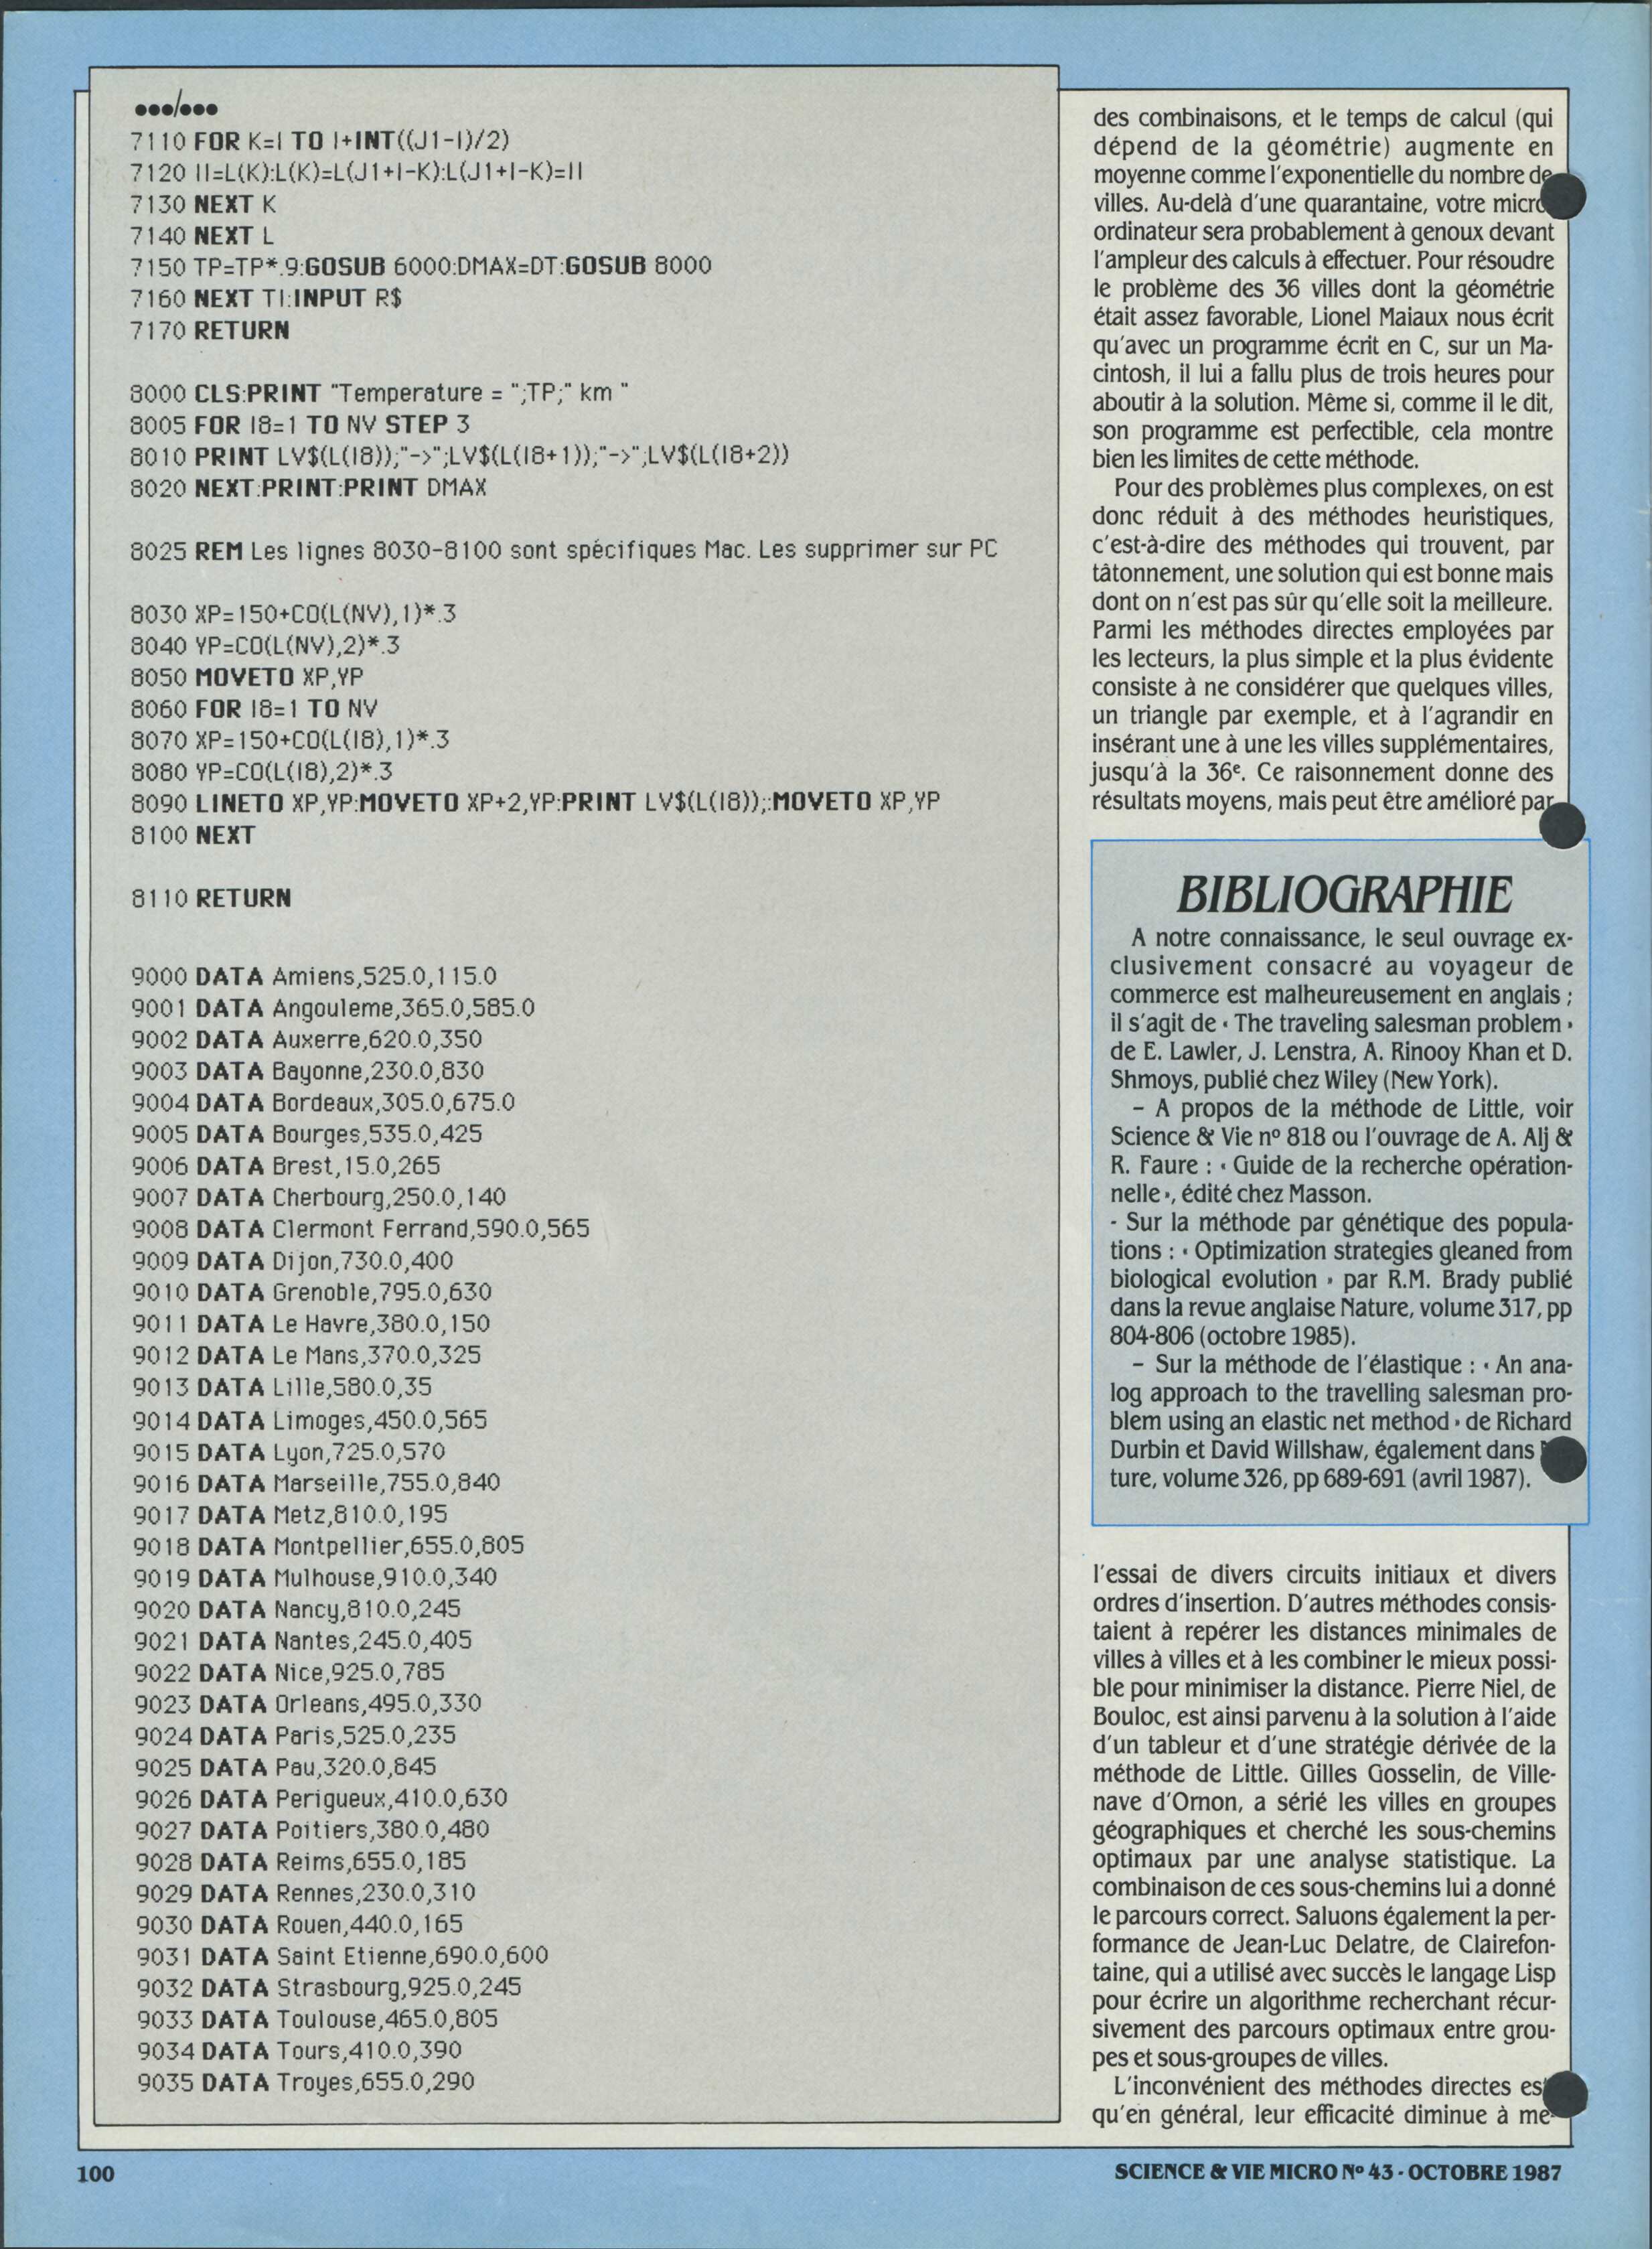 •••/•••
7110 FOR K=I TO I+INT((J1-I)/2)
7120 II=L(K):L(K)=L(J1+I-K):L(J1+I-K)=II
7130 NEXT K
7140 NEXT L
7150 TP=TP*.9:GOSUB 6000:DMAX=DT:GOSUB 8000
7160 NEXT TI:INPUT R$
7170 RETURN
8000 CLS:PRINT "Temperature = ";TP;" km "
8005 FOR I8=1 TO NV STEP 3
8010 PRINT LV$(L(I8));"->";LV$(L(I8+1));"->";LV$(L(I8+2))
8020 NEXT:PRINT:PRINT DMAX
8025 REM Les lignes 8030-8100 sont spécifiques Mac. Les supprimer sur PC
8030 XP=150+CO(L(NV),1)*.3
8040 YP=CO(L(NV),2)*.3
8050 MOVETO XP,YP
8060 FOR I8=1 TO NV
8070 XP=150+CO(L(I8),1)*.3
8080 YP=CO(L(I8),2)*.3
8090 LINETO XP,YP:MOVETO XP+2,YP:PRINT LV$(L(I8));:MOVETO XP,YP
8100 NEXT
8110 RETURN
9000 DATA Amiens,525.0,115.0
9001 DATA Angouleme,365.0,585.0
9002 DATA Auxerre,620.0,350
9003 DATA Bayonne,230.0,830
9004 DATA Bordeaux,305.0,675.0
9005 DATA Bourges,535.0,425
9006 DATA Brest,15.0,265
9007 DATA Cherbourg,250.0,140
9008 DATA Clermont Ferrand,590.0,565
9009 DATA Dijon,730.0,400
9010 DATA Grenoble,795.0,630
9011 DATA Le Havre,380.0,150
9012 DATA Le Mans,370.0,325
9013 DATA Lille,580.0,35
9014 DATA Limoges,450.0,565
9015 DATA Lyon,725.0,570
9016 DATA Marseille,755.0,840
9017 DATA Metz,810.0,195
9018 DATA Montpellier,655.0,805
9019 DATA Mulhouse,910.0,340
9020 DATA Nancy,810.0,245
9021 DATA Nantes,245.0,405
9022 DATA Nice,925.0,785
9023 DATA Orleans,495.0,330
9024 DATA Paris,525.0,235
9025 DATA Pau,320.0,845
9026 DATA Perigueux,410.0,630
9027 DATA Poitiers,380.0,480
9028 DATA Reims,655.0,185
9029 DATA Rennes,230.0,310
9030 DATA Rouen,440.0,165
9031 DATA Saint Etienne,690.0,600
9032 DATA Strasbourg,925.0,245
9033 DATA Toulouse,465.0,805
9034 DATA Tours,410.0,390
9035 DATA Troyes,655.0,290
des combinaisons, et le temps de calcul (qui
dépend de la géométrie) augmente en
moyenne comme l'exponentielle du nombre de
villes. Au-delà d'une quarantaine, votre micro
ordinateur sera probablement à genoux devant
l'ampleur des calculs à effectuer. Pour résoudre
le problème des 36 villes dont la géométrie
était assez favorable, Lionel Maiaux nous écrit
qu'avec un programme écrit en C, sur un Ma-
cintosh, il lui a fallu plus de trois heures pour
aboutir à la solution. Même si, comme il le dit,
son programme est perfectible, cela montre
bien les limites de cette méthode.
Pour des problèmes plus complexes, on est
donc réduit à des méthodes heuristiques,
c'est-à-dire des méthodes qui trouvent, par
tâtonnement, une solution qui est bonne mais
dont on n'est pas sûr qu'elle soit la meilleure.
Parmi les méthodes directes employées par
les lecteurs, la plus simple et la plus évidente
consiste à ne considérer que quelques villes,
un triangle par exemple, et à l'agrandir en
insérant une à une les villes supplémentaires,
jusqu'à la 36e. Ce raisonnement donne des
résultats moyens, mais peut être amélioré par
BIBLIOGRAPHIE
A notre connaissance, le seul ouvrage ex-
clusivement consacré au voyageur de
commerce est malheureusement en anglais ;
il s'agit de « The traveling salesman problem »
de E. Lawler, J. Lenstra, A. Rinooy Khan et D.
Shmoys, publié chez Wiley (New York).
– A propos de la méthode de Little, voir
Science & Vie nº 818 ou l'ouvrage de A. Alj &
R. Faure : « Guide de la recherche opération-
nelle », édité chez Masson.
- Sur la méthode par génétique des popula-
tions : « Optimization strategies gleaned from
biological evolution » par R.M. Brady publié
dans la revue anglaise Nature, volume 317, pp
804-806 (octobre 1985).
– Sur la méthode de l'élastique : « An ana-
log approach to the travelling salesman pro-
blem using an elastic net method » de Richard
Durbin et David Willshaw, également dans
ture, volume 326, pp 689-691 (avril 1987).
l'essai de divers circuits initiaux et divers
ordres d'insertion. D'autres méthodes consis-
taient à repérer les distances minimales de
villes à villes et à les combiner le mieux possi-
ble pour minimiser la distance. Pierre Niel, de
Bouloc, est ainsi parvenu à la solution à l'aide
d'un tableur et d'une stratégie dérivée de la
méthode de Little. Gilles Gosselin, de Ville-
nave d'Ornon, a sérié les villes en groupes
géographiques et cherché les sous-chemins
optimaux par une analyse statistique. La
combinaison de ces sous-chemins lui a donné
le parcours correct. Saluons également la per-
formance de Jean-Luc Delatre, de Clairefon-
taine, qui a utilisé avec succès le langage Lisp
pour écrire un algorithme recherchant récur-
sivement des parcours optimaux entre grou-
pes et sous-groupes de villes.
L'inconvénient des méthodes directes est
qu'en général, leur efficacité diminue à me-
100
SCIENCE & VIE MICRO Nº 43 - OCTOBRE 1987